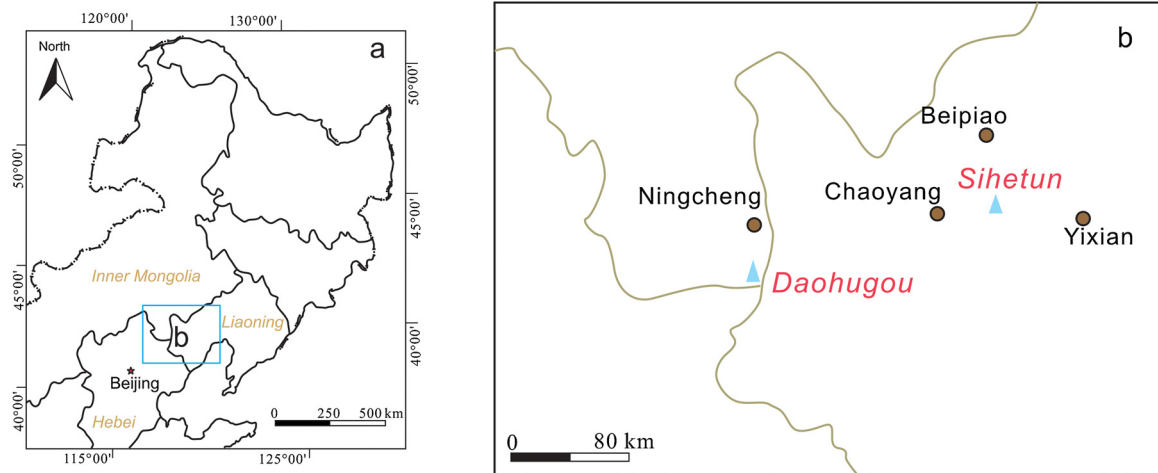 120°00'
130°00'
North
a
50°00'
50°00'
45°00'
45°00'
Inner Mongolia
Liaoning
b
40°00'
Beijing
40°00'
Hebei
0 250 500 km
115°00'
125°00'
b
Beipiao
Sihetun
Chaoyang
Ningcheng
Yixian
Daohugou
0 80 km